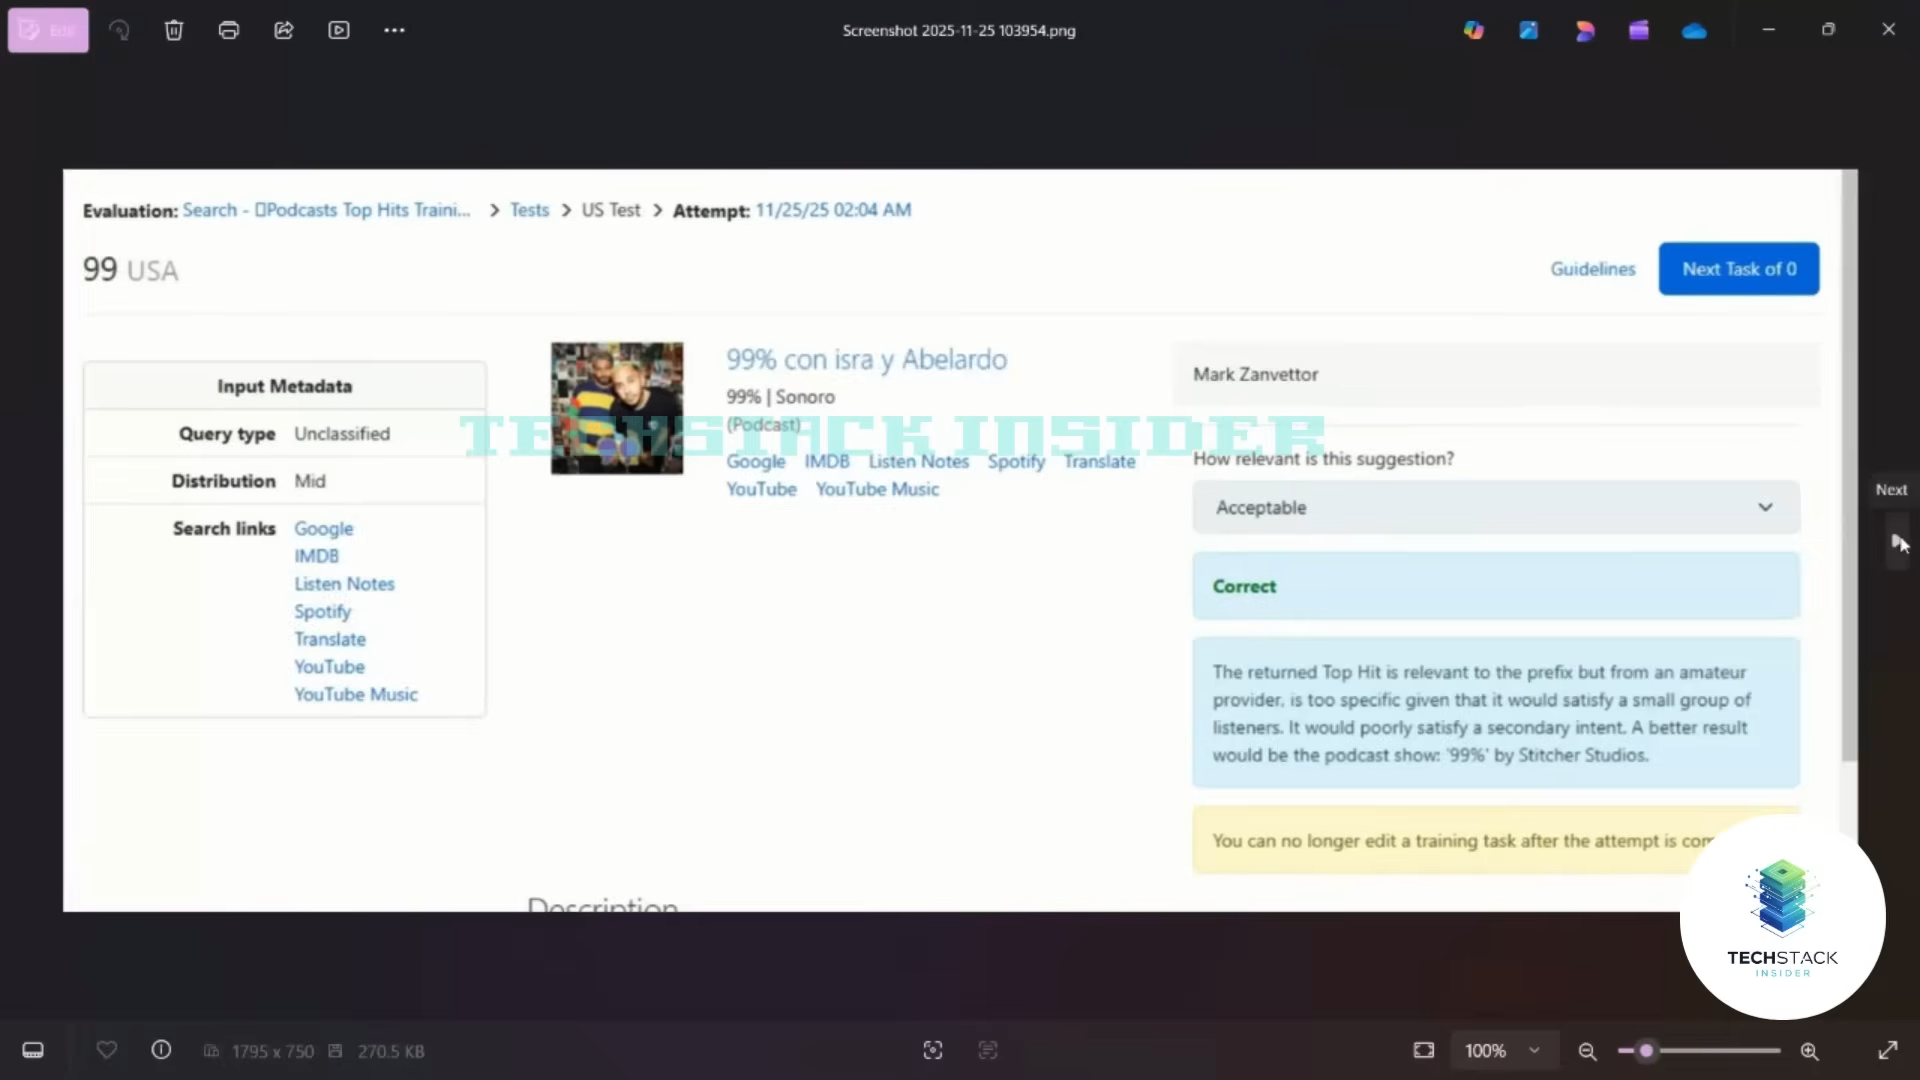 Edit
Screenshot 2025-11-25 103954.png
Evaluation: Search - ▯Podcasts Top Hits Traini... > Tests > US Test > Attempt: 11/25/25 02:04 AM
99 USA
Guidelines
Next Task of 0
Input Metadata
Query type Unclassified
Distribution Mid
Search links Google
IMDB
Listen Notes
Spotify
Translate
YouTube
YouTube Music
99% con isra y Abelardo
99% | Sonoro
(Podcast)
Google IMDB Listen Notes Spotify Translate
YouTube YouTube Music
TECHSTACK INSIDER
Mark Zanvettor
How relevant is this suggestion?
Acceptable
Correct
The returned Top Hit is relevant to the prefix but from an amateur
provider, is too specific given that it would satisfy a small group of
listeners. It would poorly satisfy a secondary intent. A better result
would be the podcast show: '99%' by Stitcher Studios.
You can no longer edit a training task after the attempt is com
Description
Next
TECHSTACK
INSIDER
1795 x 750
270.5 KB
100%